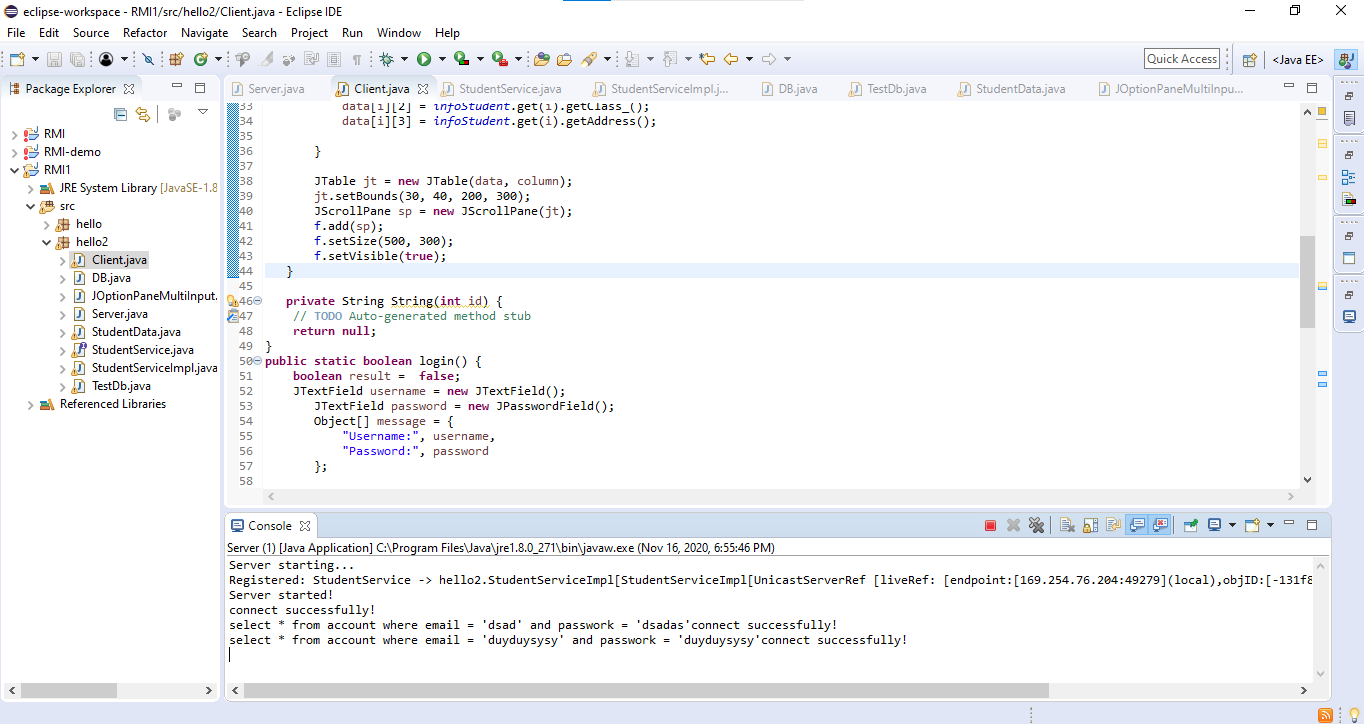 eclipse-workspace - RMI1/src/hello2/Client.java - Eclipse IDE
File Edit Source Refactor Navigate Search Project Run Window Help
Quick Access
<Java EE>
Package Explorer
RMI
RMI-demo
RMI1
JRE System Library [JavaSE-1.8
src
hello
hello2
Client.java
DB.java
JOptionPaneMultiInput.
Server.java
StudentData.java
StudentService.java
StudentServiceImpl.java
TestDb.java
Referenced Libraries
Server.java Client.java StudentService.java StudentServiceImpl.j... DB.java TestDb.java StudentData.java JOptionPaneMultiInpu...
33 data[i][2] = infoStudent.get(i).getClass_();
34 data[i][3] = infoStudent.get(i).getAddress();
35
36 }
37
38 JTable jt = new JTable(data, column);
39 jt.setBounds(30, 40, 200, 300);
40 JScrollPane sp = new JScrollPane(jt);
41 f.add(sp);
42 f.setSize(500, 300);
43 f.setVisible(true);
44 }
45
46 private String String(int id) {
47 // TODO Auto-generated method stub
48 return null;
49 }
50 public static boolean login() {
51 boolean result = false;
52 JTextField username = new JTextField();
53 JTextField password = new JPasswordField();
54 Object[] message = {
55 "Username:", username,
56 "Password:", password
57 };
58
Console
Server (1) [Java Application] C:\Program Files\Java\jre1.8.0_271\bin\javaw.exe (Nov 16, 2020, 6:55:46 PM)
Server starting...
Registered: StudentService -> hello2.StudentServiceImpl[StudentServiceImpl[UnicastServerRef [liveRef: [endpoint:[169.254.76.204:49279](local),objID:[-131f8
Server started!
connect successfully!
select * from account where email = 'dsad' and passwork = 'dsadas'connect successfully!
select * from account where email = 'duyduysysy' and passwork = 'duyduysysy'connect successfully!